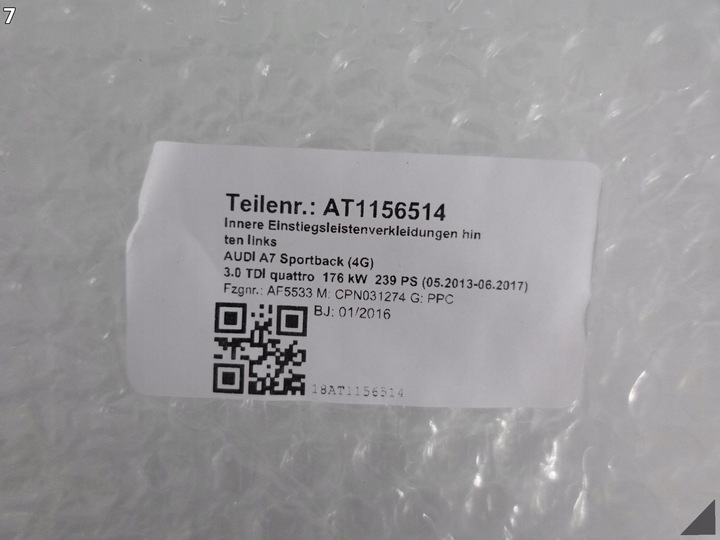 7
Teilenr.: AT1156514
Innere Einstiegsleistenverkleidungen hin
ten links
AUDI A7 Sportback (4G)
3.0 TDI quattro 176 kW 239 PS (05.2013-06.2017)
Fzgnr.: AF5533 M: CPN031274 G: PPC
BJ: 01/2016
18AT1156514